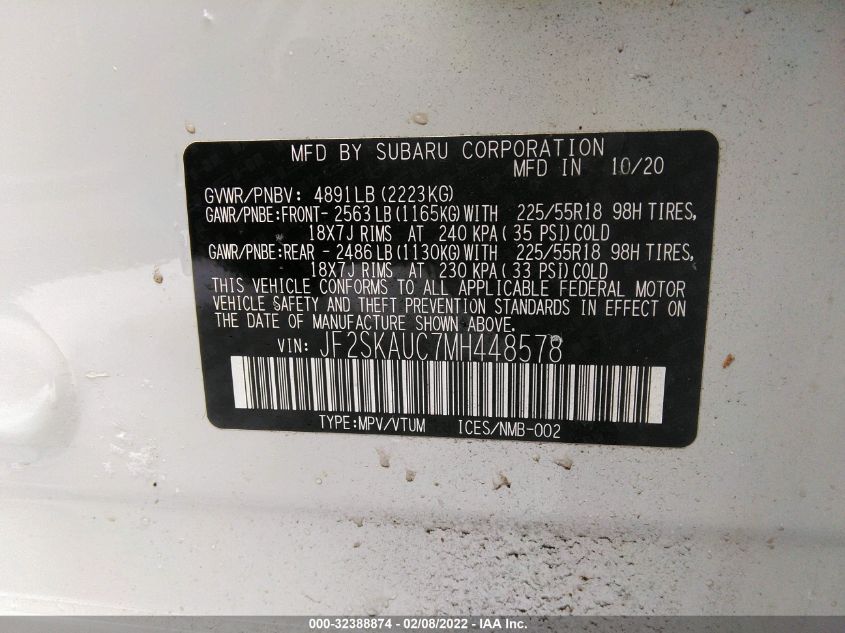 MFD BY SUBARU CORPORATION
MFD IN 10/20
GVWR/PNBV: 4891LB (2223KG)
GAWR/PNBE:FRONT- 2563 LB (1165KG) WITH 225/55R18 98H TIRES,
18X7J RIMS AT 240 KPA ( 35 PSI) COLD
GAWR/PNBE:REAR - 2486 LB (1130KG) WITH 225/55R18 98H TIRES,
18X7J RIMS AT 230 KPA ( 33 PSI) COLD
THIS VEHICLE CONFORMS TO ALL APPLICABLE FEDERAL MOTOR
VEHICLE SAFETY AND THEFT PREVENTION STANDARDS IN EFFECT ON
THE DATE OF MANUFACTURE SHOWN ABOVE.
VIN: JF2SKAUC7MH448578
TYPE:MPV/VTUM ICES/NMB-002
000-32388874 - 02/08/2022 - IAA Inc.